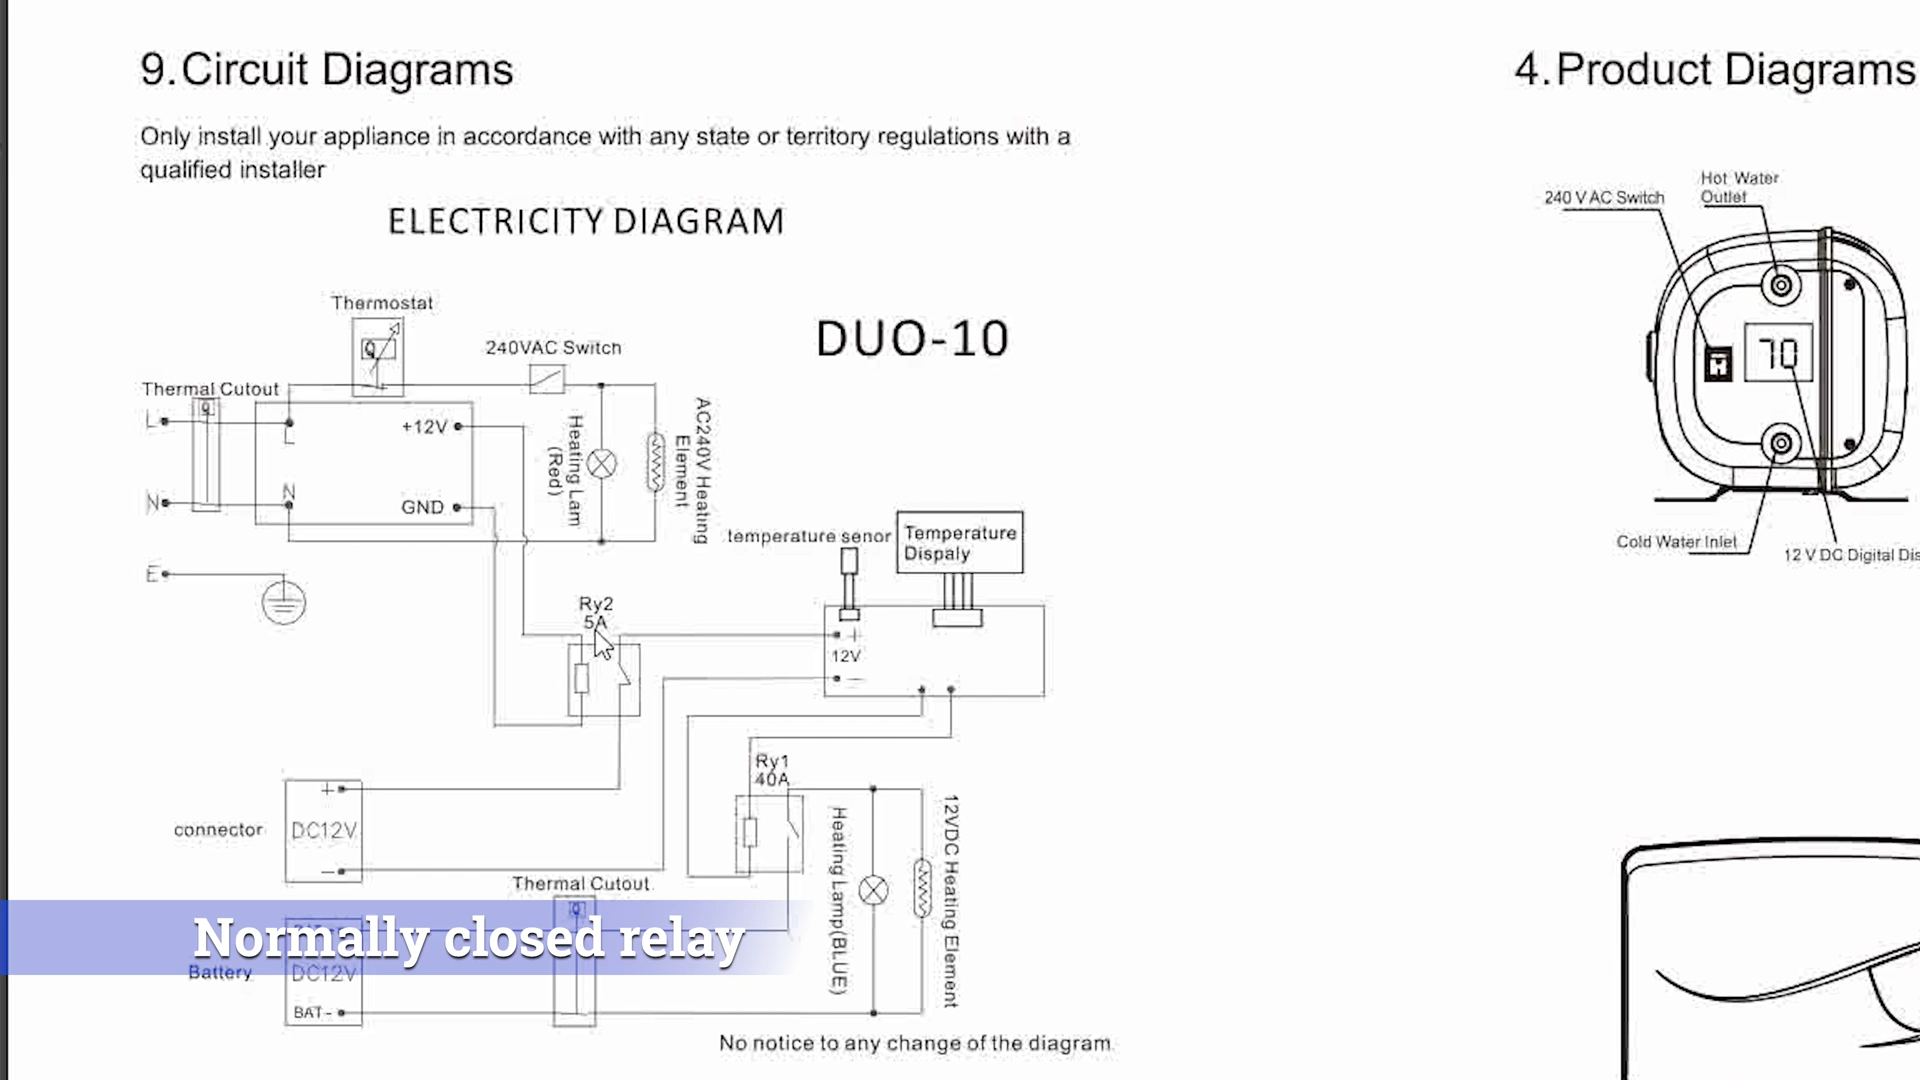 9.Circuit Diagrams
Only install your appliance in accordance with any state or territory regulations with a
qualified installer
ELECTRICITY DIAGRAM
DUO-10
Thermostat
240VAC Switch
Thermal Cutout
L
L
+12V
N
N
GND
E
Heating Lam
(Red)
AC240V Heating
Element
temperature senor
Temperature
Dispaly
Ry2
5A
+
12V
−
Ry1
40A
connector
+
DC12V
−
Thermal Cutout
Heating Lamp(BLUE)
12VDC Heating Element
Normally closed relay
Battery
DC12V
BAT-
No notice to any change of the diagram
4.Product Diagrams
240 V AC Switch
Hot Water
Outlet
70
Cold Water Inlet
12 V DC Digital Dis